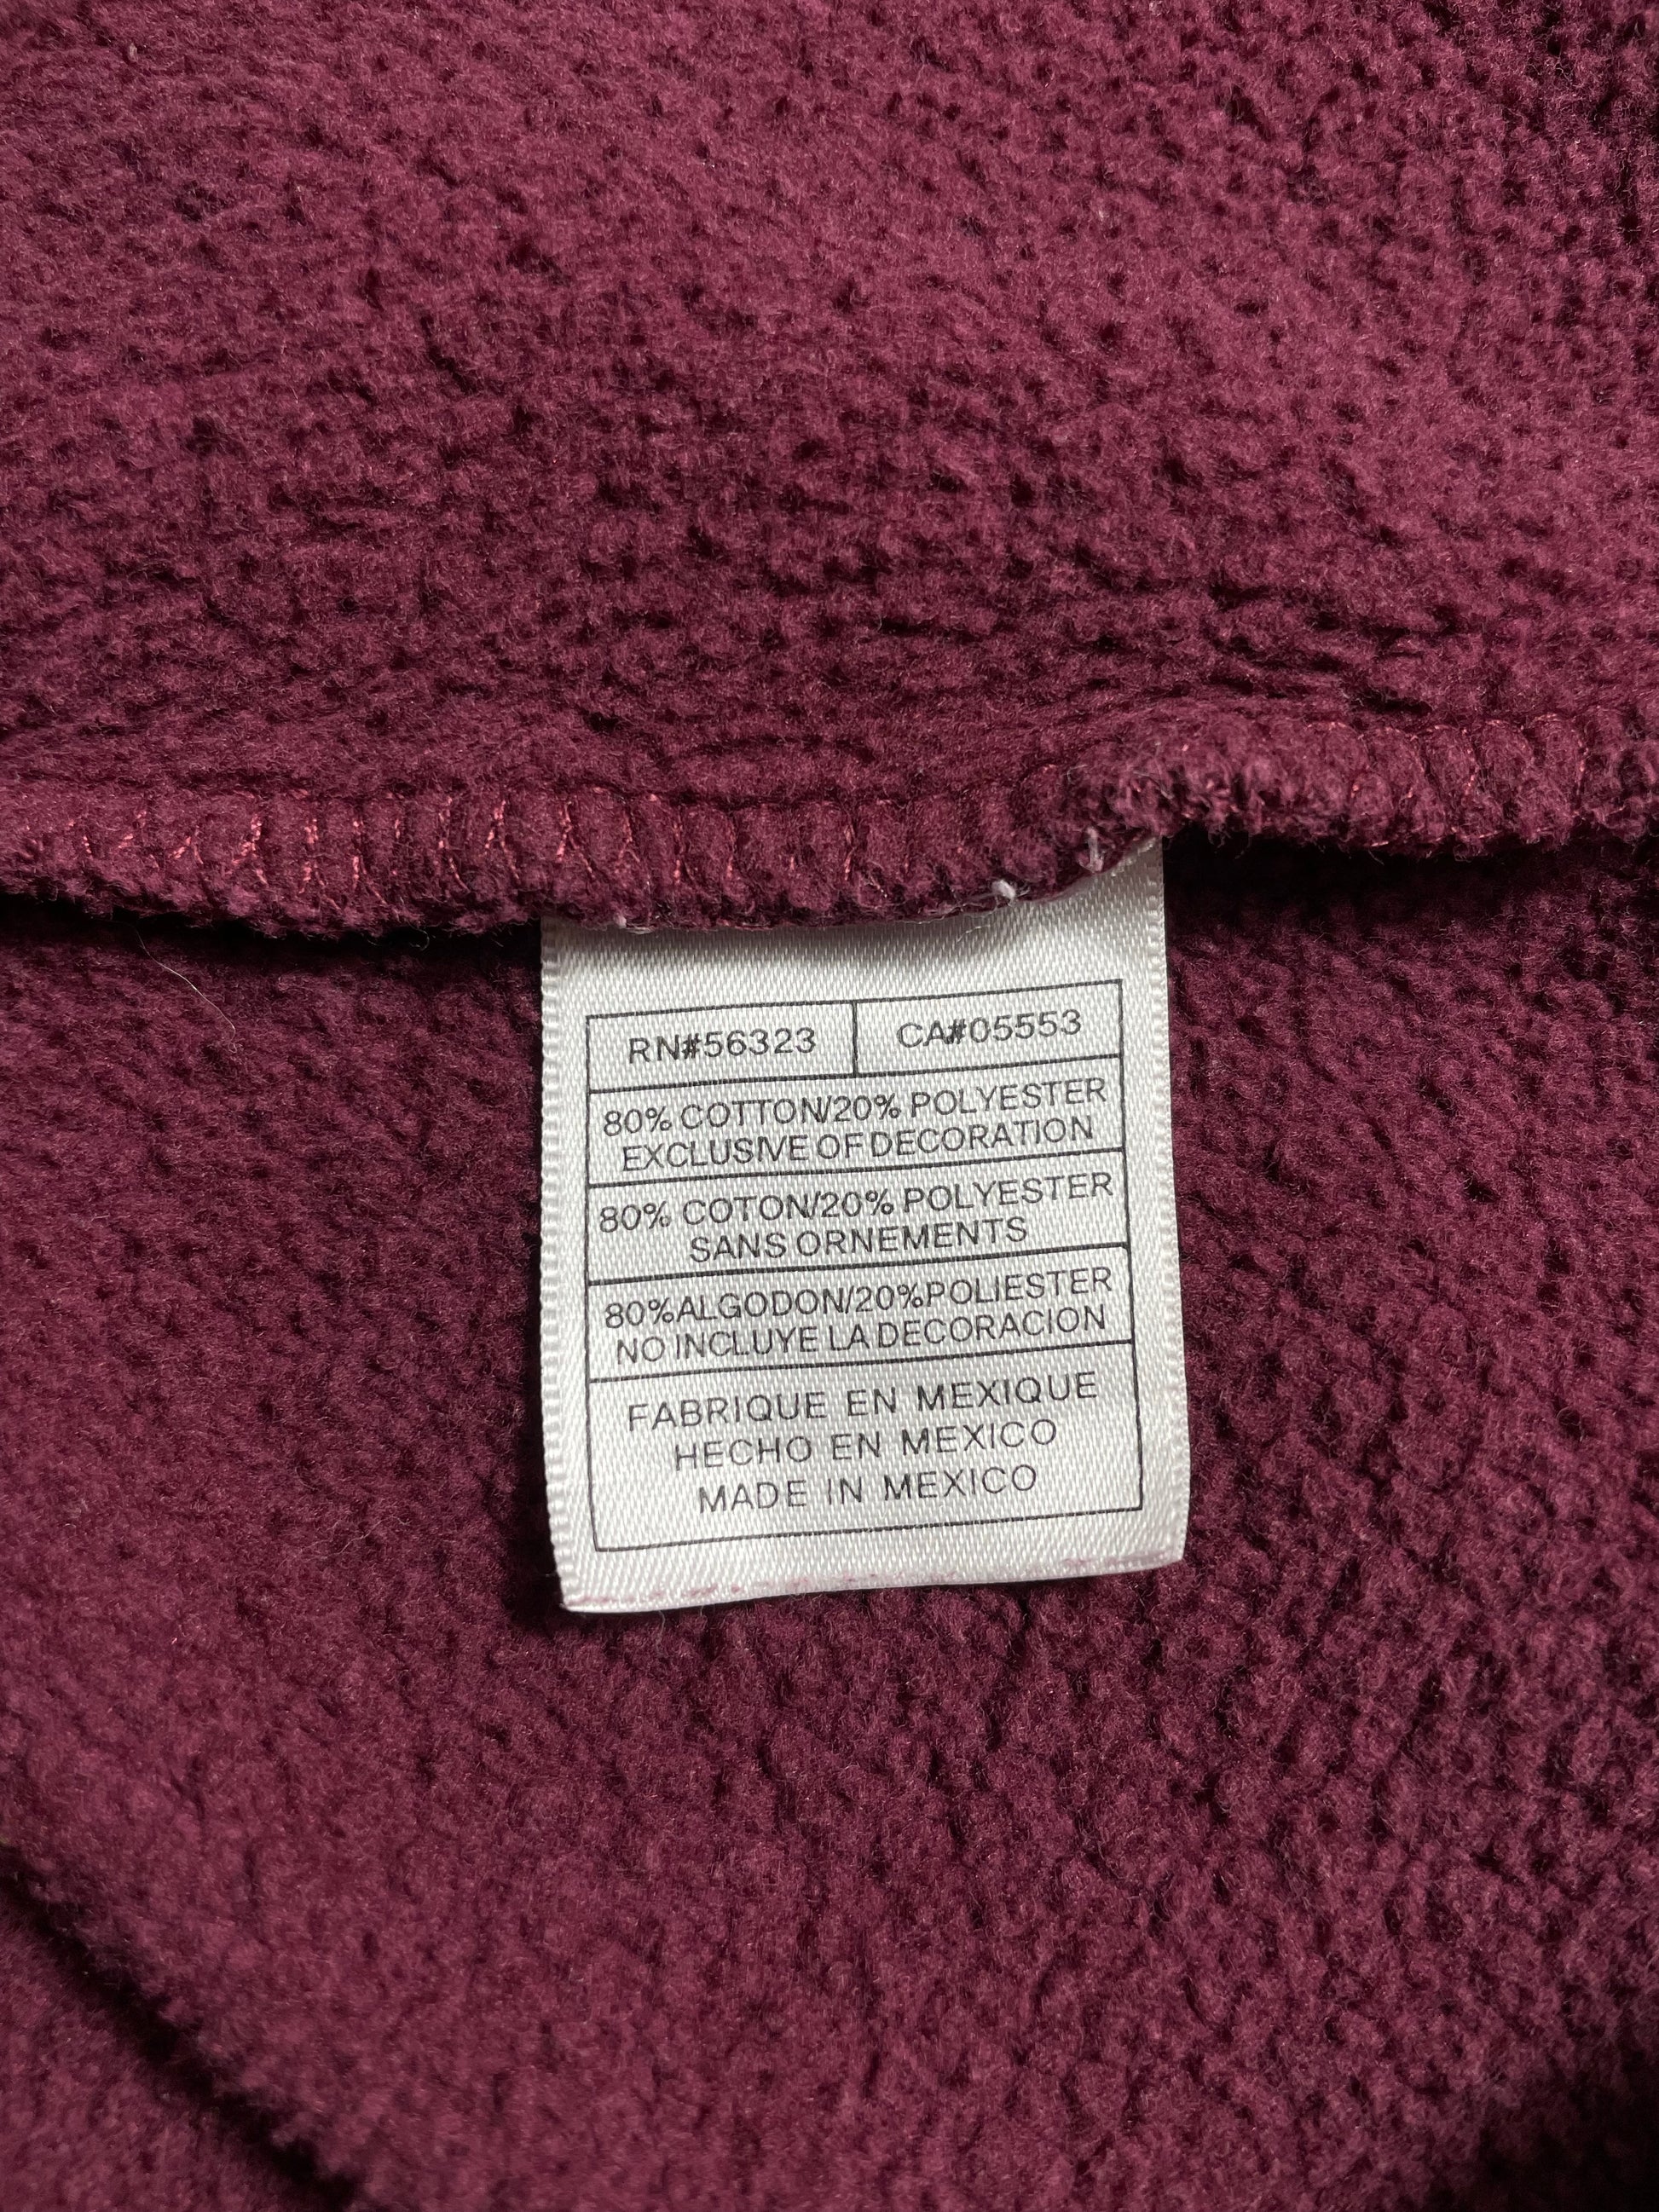 RN#56323 CA#05553
80% COTTON/20% POLYESTER
EXCLUSIVE OF DECORATION
80% COTON/20% POLYESTER
SANS ORNEMENTS
80%ALGODON/20%POLIESTER
NO INCLUYE LA DECORACION
FABRIQUE EN MEXIQUE
HECHO EN MEXICO
MADE IN MEXICO